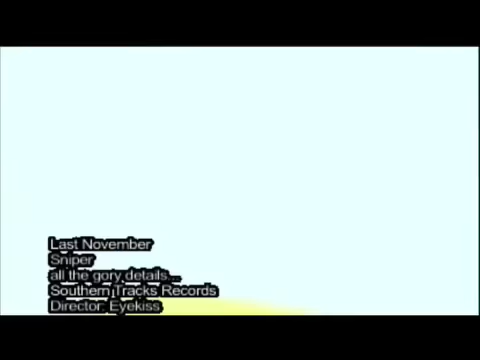 Last November
Sniper
all the gory details...
Southern Tracks Records
Director: Eyekiss